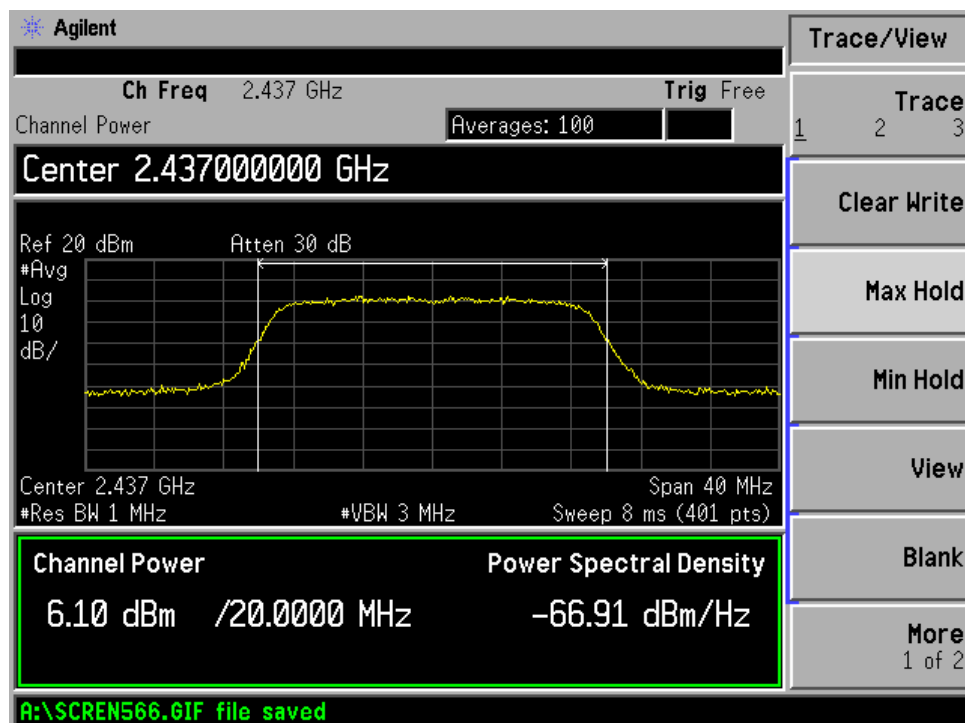 Agilent
Trace/View
Ch Freq 2.437 GHz Trig Free
Channel Power Averages: 100
Center 2.437000000 GHz
Ref 20 dBm Atten 30 dB
#Avg
Log
10
dB/
Center 2.437 GHz Span 40 MHz
#Res BW 1 MHz #VBW 3 MHz Sweep 8 ms (401 pts)
Channel Power Power Spectral Density
6.10 dBm /20.0000 MHz -66.91 dBm/Hz
A:\SCREN566.GIF file saved
Trace
1 2 3
Clear Write
Max Hold
Min Hold
View
Blank
More
1 of 2